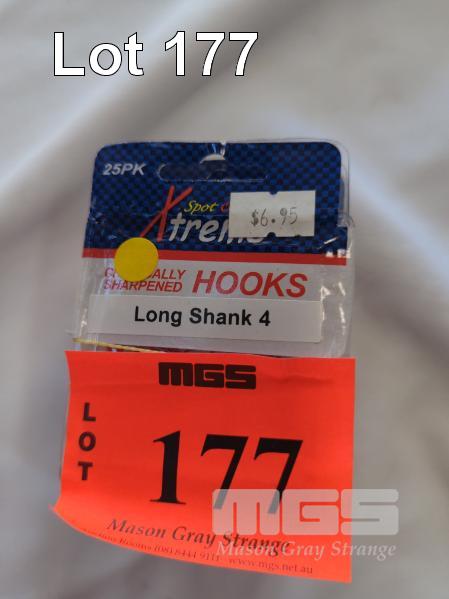 Lot 177
25PK
Spot
Xtreme
$6.95
SHARPENED HOOKS
Long Shank 4
MGS
LOT
177
Mason Gray Strange
www.mgs.net.au
MGS
Mason Gray Strange